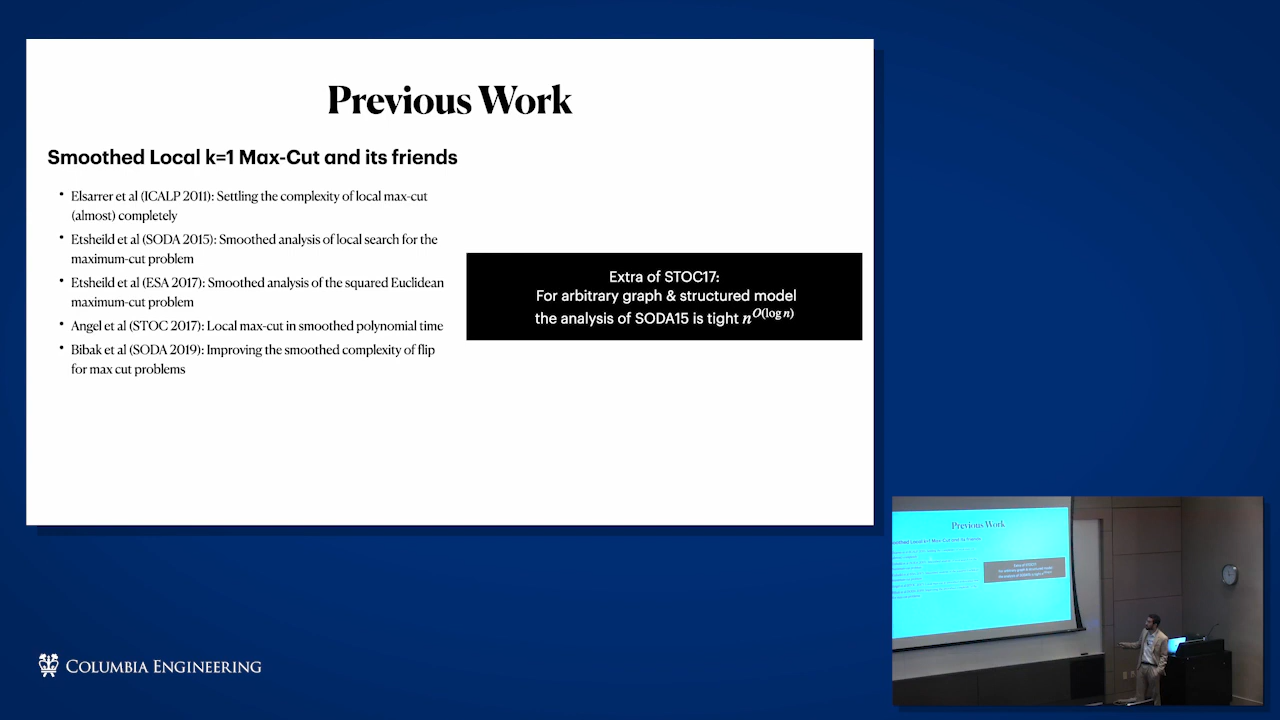 Previous Work
Smoothed Local k=1 Max-Cut and its friends
• Elsarrer et al (ICALP 2011): Settling the complexity of local max-cut
(almost) completely
• Etsheild et al (SODA 2015): Smoothed analysis of local search for the
maximum-cut problem
• Etsheild et al (ESA 2017): Smoothed analysis of the squared Euclidean
maximum-cut problem
• Angel et al (STOC 2017): Local max-cut in smoothed polynomial time
• Bibak et al (SODA 2019): Improving the smoothed complexity of flip
for max cut problems
Extra of STOC17:
For arbitrary graph & structured model
the analysis of SODA15 is tight n^{O(log n)}
COLUMBIA ENGINEERING
Previous Work